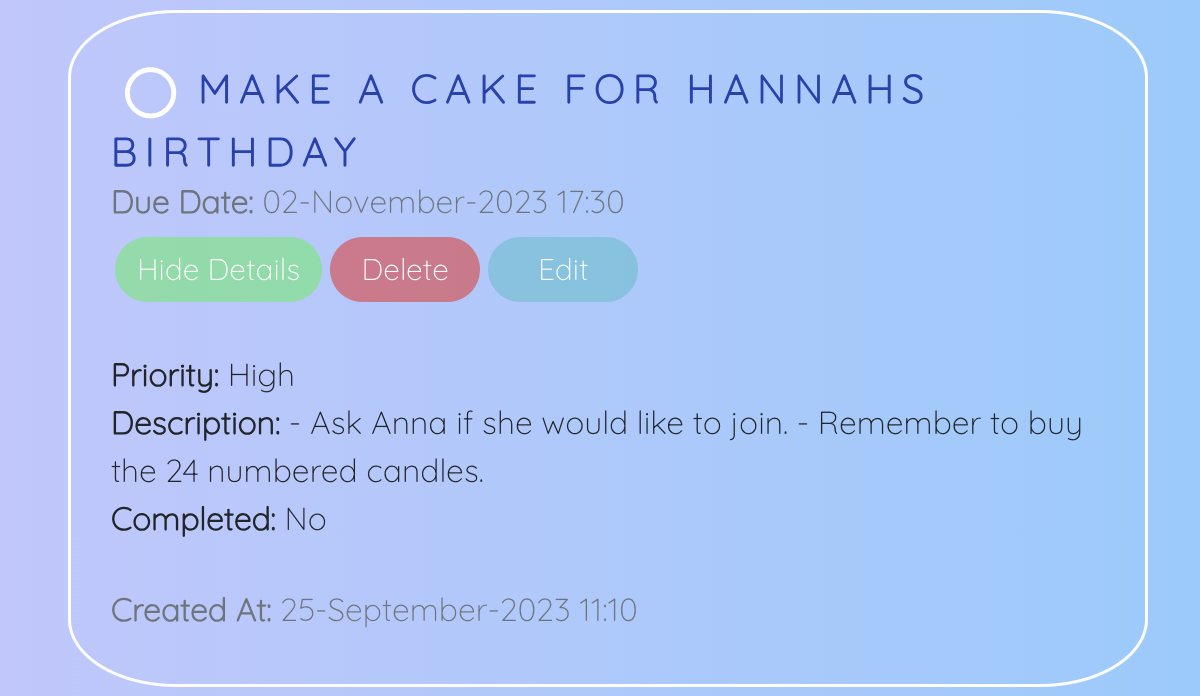 MAKE A CAKE FOR HANNAHS
BIRTHDAY
Due Date: 02-November-2023 17:30
Hide Details Delete Edit
Priority: High
Description: - Ask Anna if she would like to join. - Remember to buy
the 24 numbered candles.
Completed: No
Created At: 25-September-2023 11:10